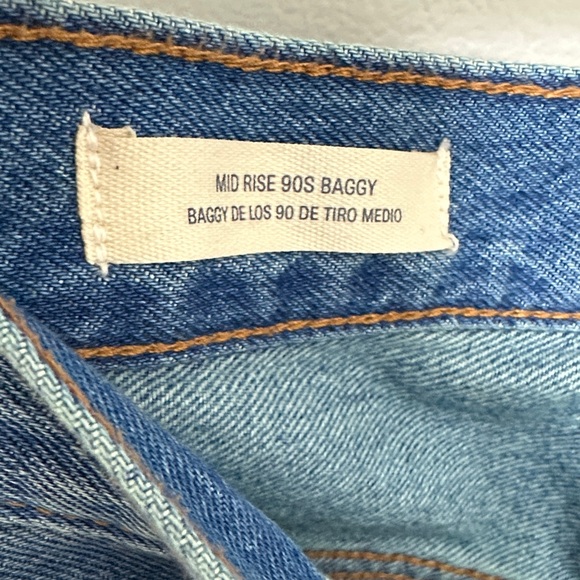 MID RISE 90S BAGGY
BAGGY DE LOS 90 DE TIRO MEDIO